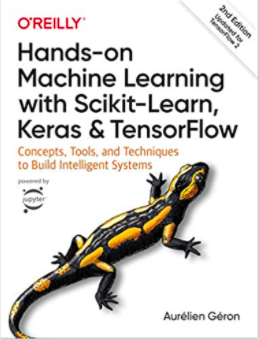 O'REILLY®
2nd Edition
Updated for
TensorFlow 2
Hands-on
Machine Learning
with Scikit-Learn,
Keras & TensorFlow
Concepts, Tools, and Techniques
to Build Intelligent Systems
powered by
jupyter
Aurélien Géron